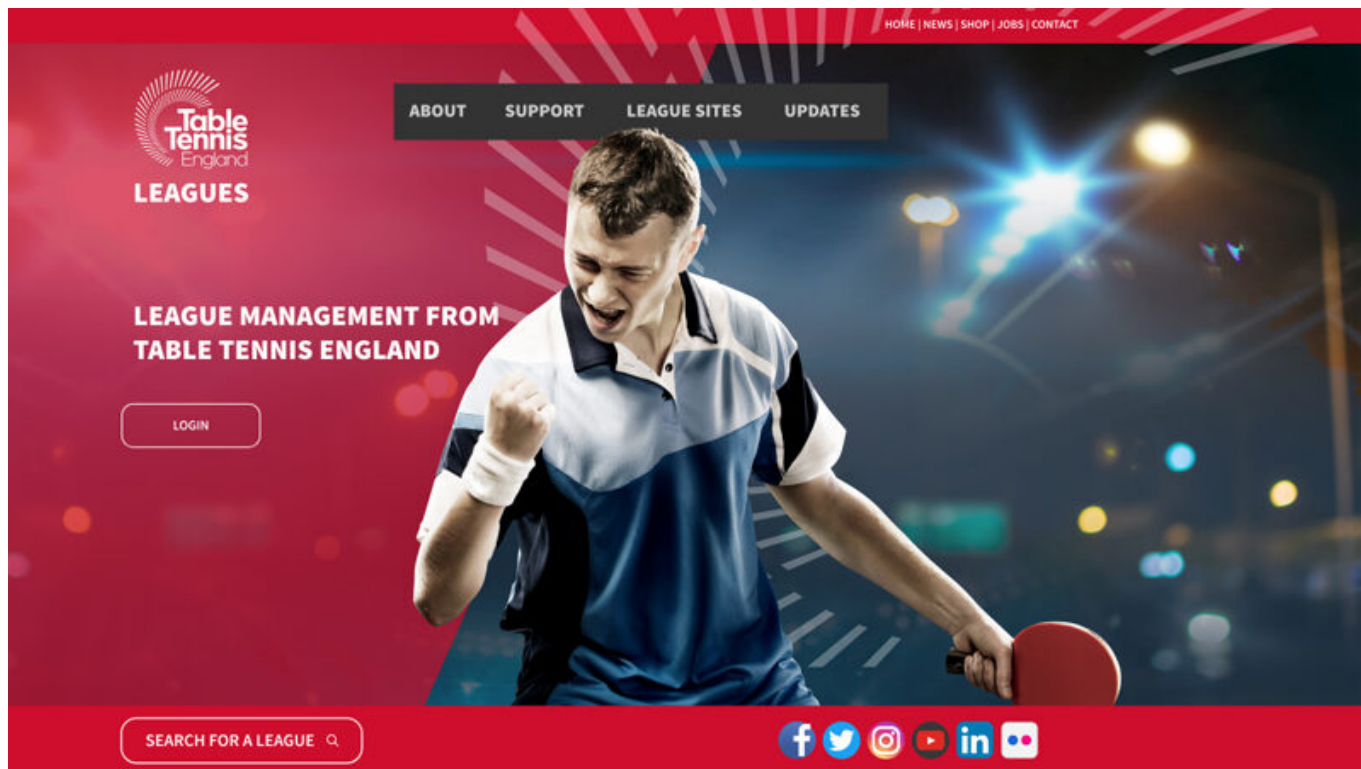 HOME | NEWS | SHOP | JOBS | CONTACT
ABOUT SUPPORT LEAGUE SITES UPDATES
Table
Tennis
England
LEAGUES
LEAGUE MANAGEMENT FROM
TABLE TENNIS ENGLAND
LOGIN
SEARCH FOR A LEAGUE
f
in